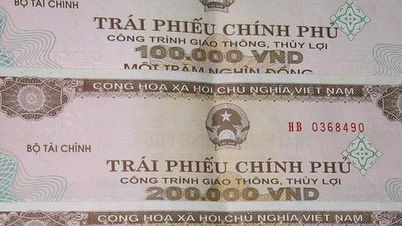 BỘ TÀI CHÍNH
TRÁI PHIẾU CHÍNH PHỦ
CÔNG TRÌNH GIAO THÔNG, THỦY LỢI
100.000 VND
MỘT TRĂM NGHÌN ĐỒNG
CỘNG HÒA XÃ HỘI CHỦ NGHĨA VIỆT NAM
HB 0368490
BỘ TÀI CHÍNH
TRÁI PHIẾU CHÍNH PHỦ
CÔNG TRÌNH GIAO THÔNG, THỦY LỢI
200.000 VND
CỘNG HÒA XÃ HỘI CHỦ NGHĨA VIỆT NAM